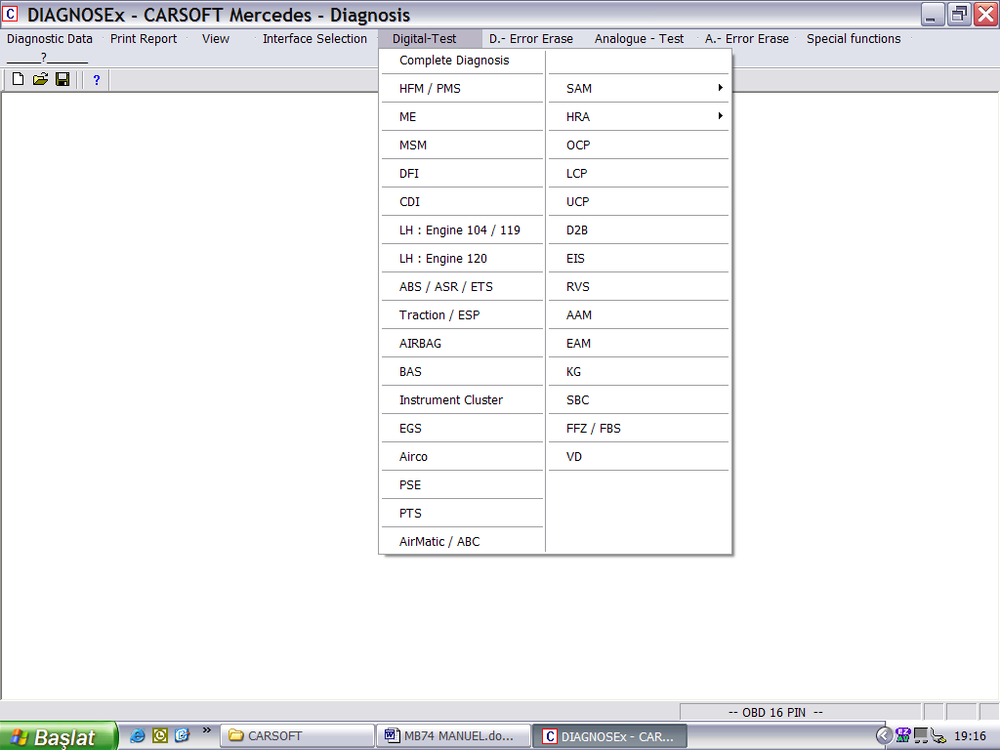 C DIAGNOSEx - CARSOFT Mercedes - Diagnosis
Diagnostic Data Print Report View Interface Selection Digital-Test D.- Error Erase Analogue - Test A.- Error Erase Special functions
______?______
?
Complete Diagnosis
HFM / PMS
ME
MSM
DFI
CDI
LH : Engine 104 / 119
LH : Engine 120
ABS / ASR / ETS
Traction / ESP
AIRBAG
BAS
Instrument Cluster
EGS
Airco
PSE
PTS
AirMatic / ABC
SAM
HRA
OCP
LCP
UCP
D2B
EIS
RVS
AAM
EAM
KG
SBC
FFZ / FBS
VD
-- OBD 16 PIN --
Başlat » CARSOFT MB74 MANUEL.do... C DIAGNOSEx - CAR... 19:16